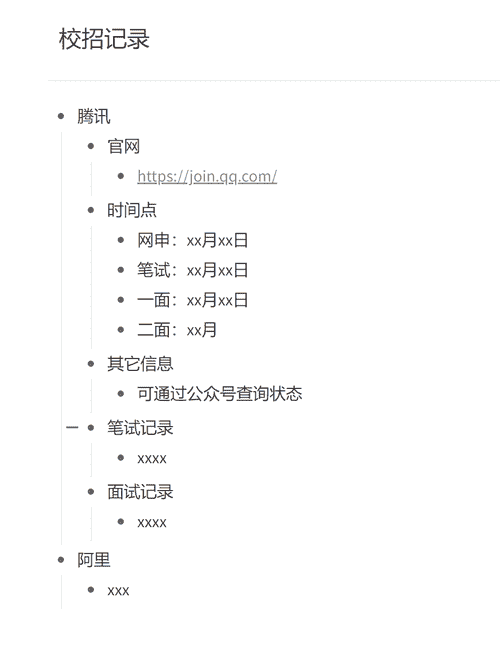 校招记录
腾讯
官网
https://join.qq.com/
时间点
网申：xx月xx日
笔试：xx月xx日
一面：xx月xx日
二面：xx月
其它信息
可通过公众号查询状态
笔试记录
xxxx
面试记录
xxxx
阿里
xxx